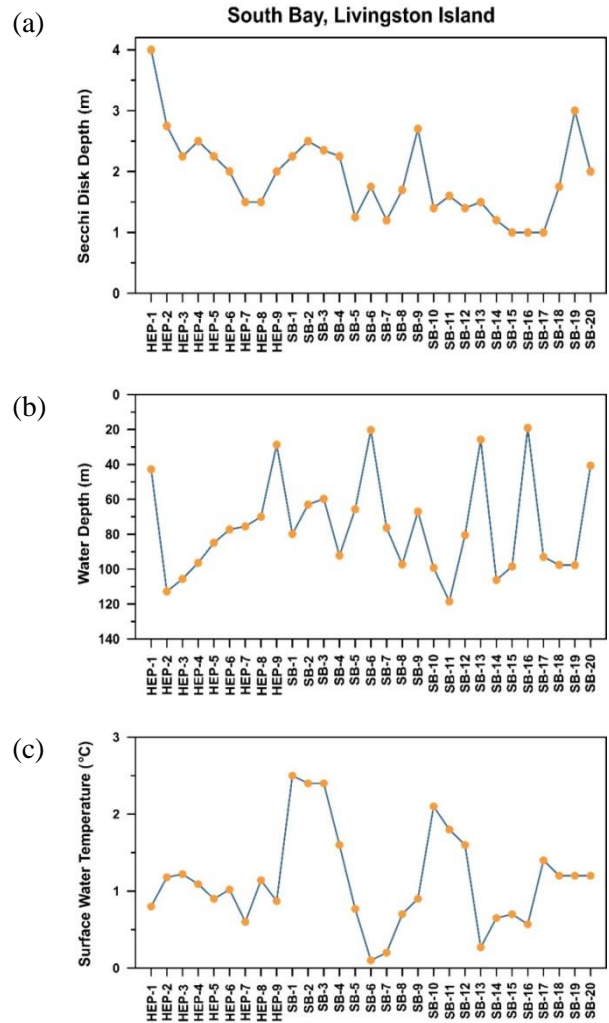 South Bay, Livingston Island
(a)
Secchi Disk Depth (m)
4
3
2
1
0
HEP-1
HEP-2
HEP-3
HEP-4
HEP-5
HEP-6
HEP-7
HEP-8
HEP-9
SB-1
SB-2
SB-3
SB-4
SB-5
SB-6
SB-7
SB-8
SB-9
SB-10
SB-11
SB-12
SB-13
SB-14
SB-15
SB-16
SB-17
SB-18
SB-19
SB-20
(b)
Water Depth (m)
0
20
40
60
80
100
120
140
HEP-1
HEP-2
HEP-3
HEP-4
HEP-5
HEP-6
HEP-7
HEP-8
HEP-9
SB-1
SB-2
SB-3
SB-4
SB-5
SB-6
SB-7
SB-8
SB-9
SB-10
SB-11
SB-12
SB-13
SB-14
SB-15
SB-16
SB-17
SB-18
SB-19
SB-20
(c)
Surface Water Temperature (°C)
3
2
1
0
HEP-1
HEP-2
HEP-3
HEP-4
HEP-5
HEP-6
HEP-7
HEP-8
HEP-9
SB-1
SB-2
SB-3
SB-4
SB-5
SB-6
SB-7
SB-8
SB-9
SB-10
SB-11
SB-12
SB-13
SB-14
SB-15
SB-16
SB-17
SB-18
SB-19
SB-20